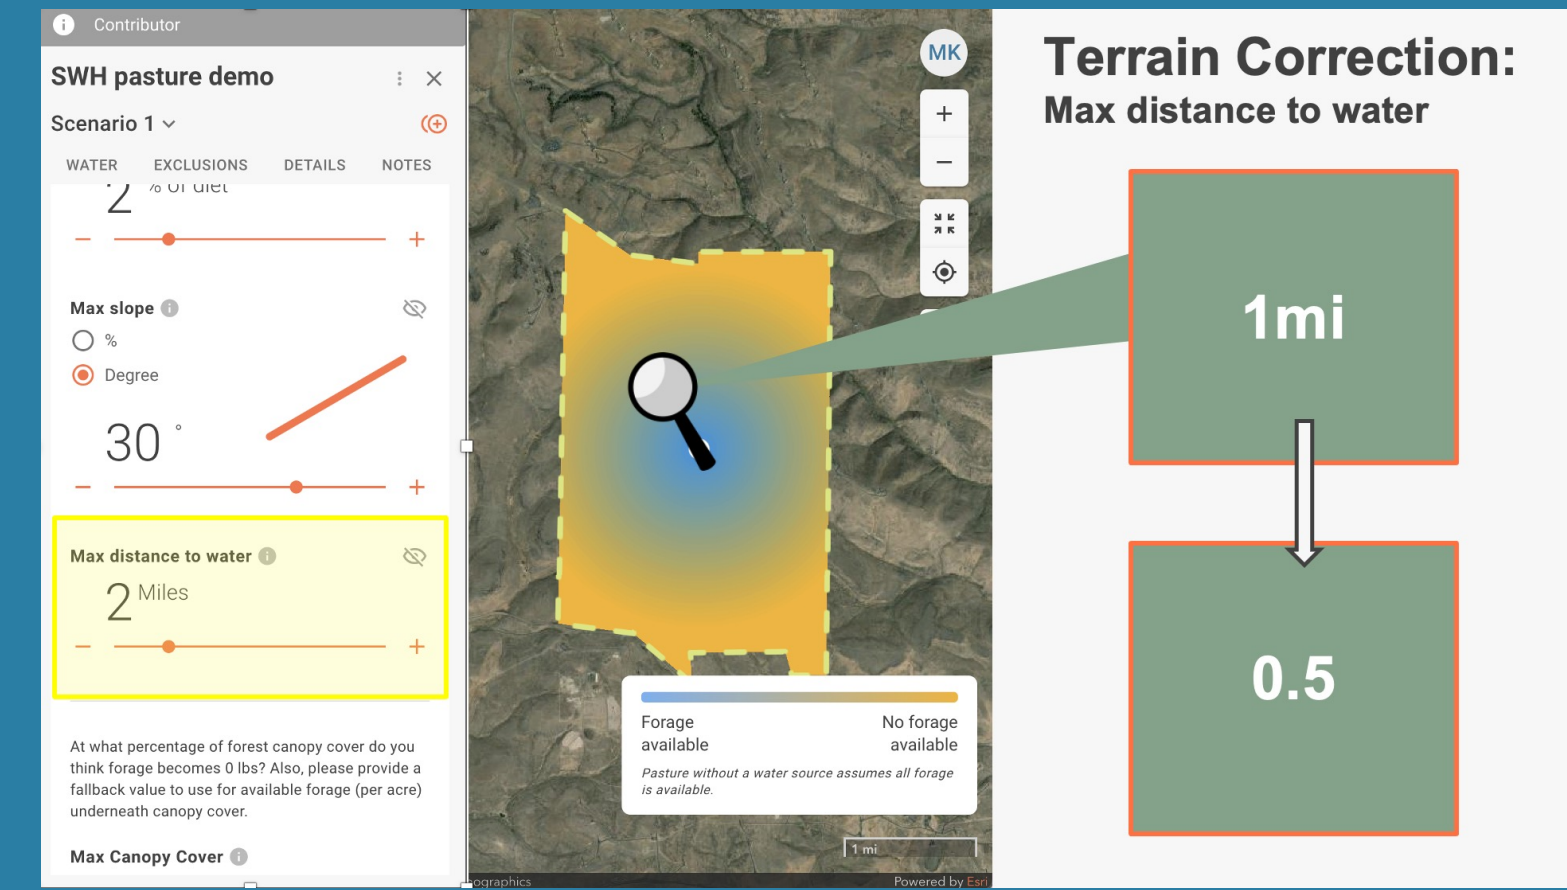 Contributor
SWH pasture demo
Scenario 1
WATER EXCLUSIONS DETAILS NOTES
2 % of diet
Max slope
%
Degree
30 °
Max distance to water
2 Miles
At what percentage of forest canopy cover do you
think forage becomes 0 lbs? Also, please provide a
fallback value to use for available forage (per acre)
underneath canopy cover.
Max Canopy Cover
MK
Forage
available
No forage
available
Pasture without a water source assumes all forage
is available.
1 mi
ographics
Powered by Esri
Terrain Correction:
Max distance to water
1mi
0.5